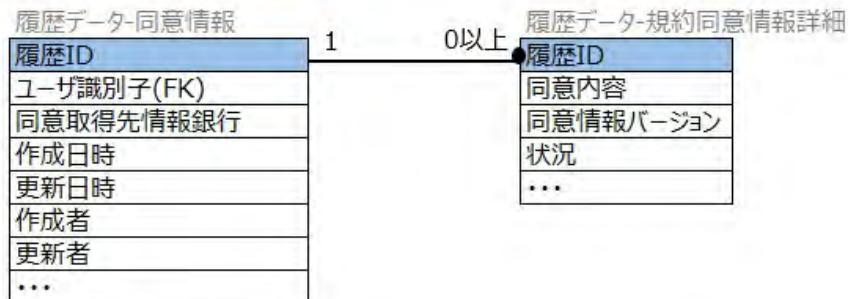 履歴データ-同意情報
履歴ID
ユーザ識別子(FK)
同意取得先情報銀行
作成日時
更新日時
作成者
更新者
・・・
1
0以上
履歴データ-規約同意情報詳細
履歴ID
同意内容
同意情報バージョン
状況
・・・